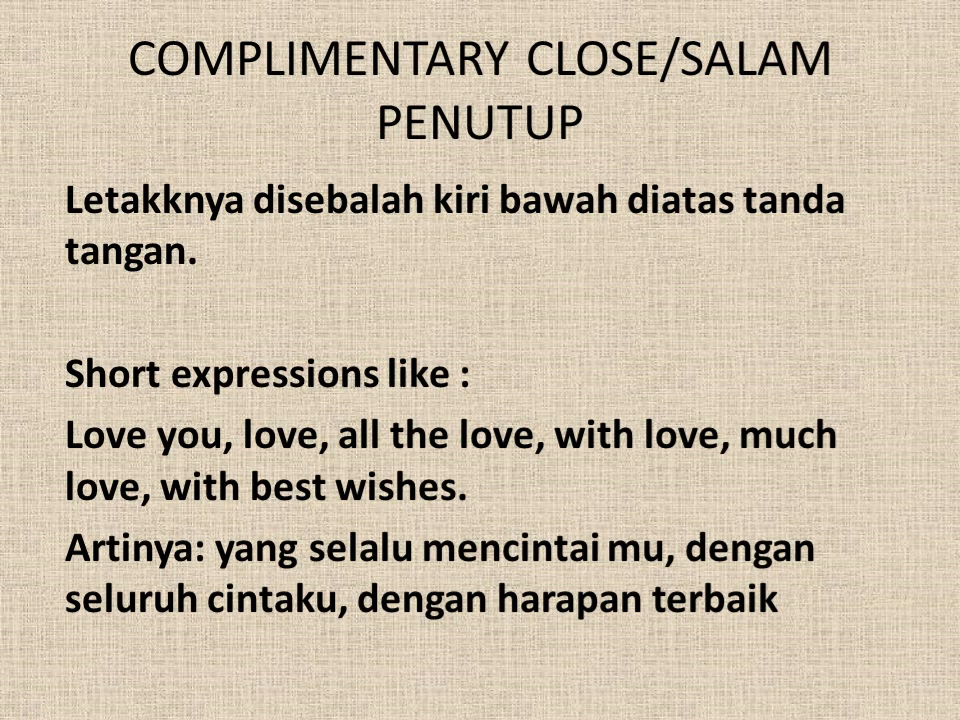 COMPLIMENTARY CLOSE/SALAM
PENUTUP
Letakknya disebalah kiri bawah diatas tanda
tangan.
Short expressions like :
Love you, love, all the love, with love, much
love, with best wishes.
Artinya: yang selalu mencintai mu, dengan
seluruh cintaku, dengan harapan terbaik